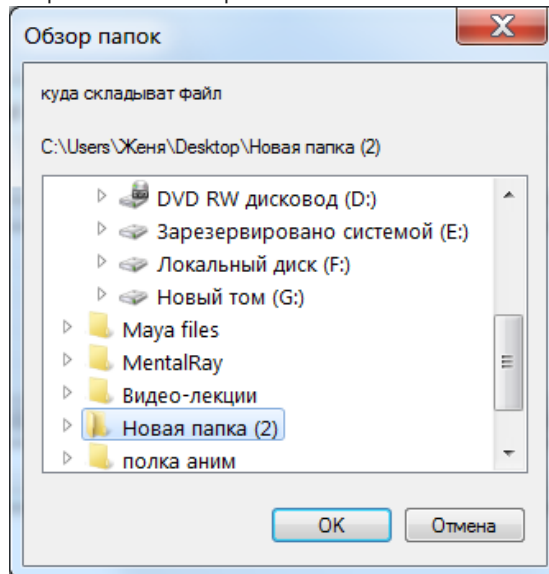 Обзор папок
куда складыват файл
C:\Users\Женя\Desktop\Новая папка (2)
DVD RW дисковод (D:)
Зарезервировано системой (E:)
Локальный диск (F:)
Новый том (G:)
Maya files
MentalRay
Видео-лекции
Новая папка (2)
полка аним
OK
Отмена